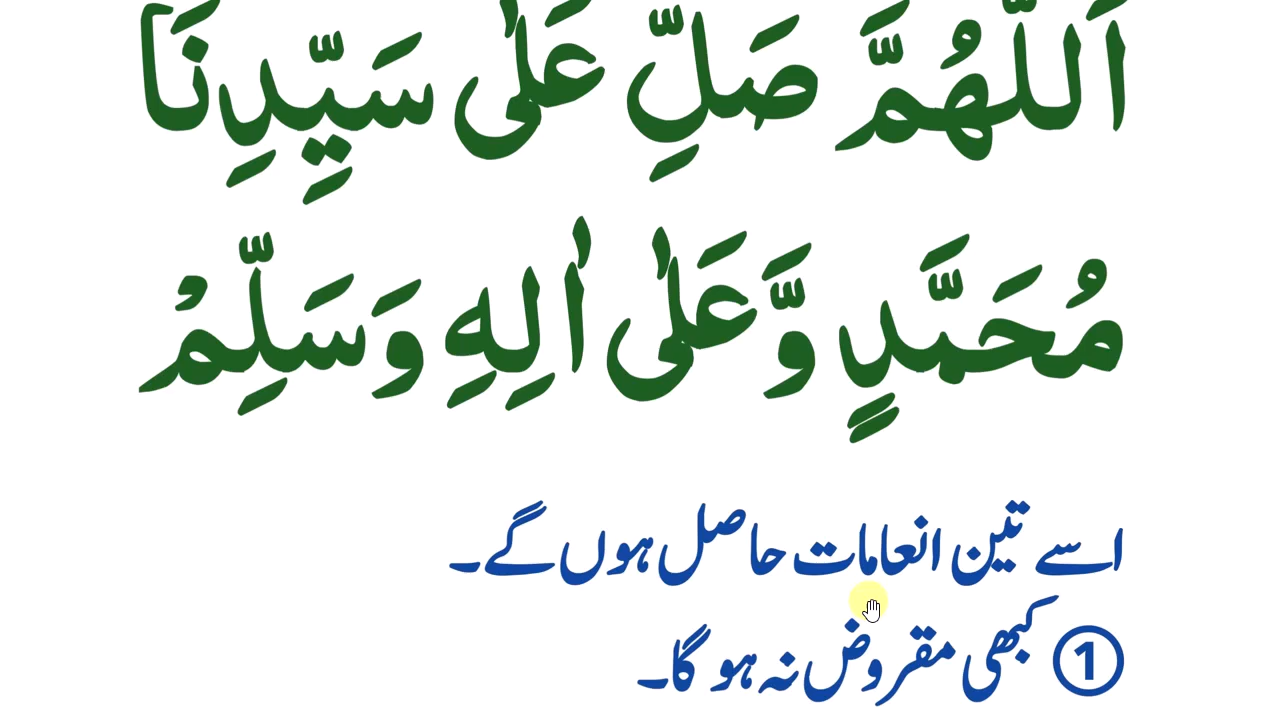 اَللّٰهُمَّ صَلِّ عَلٰی سَیِّدِنَا
مُحَمَّدٍ وَّعَلٰی اٰلِهٖ وَسَلِّمْ
اسے تین انعامات حاصل ہوں گے۔
① کبھی مقروض نہ ہو گا۔